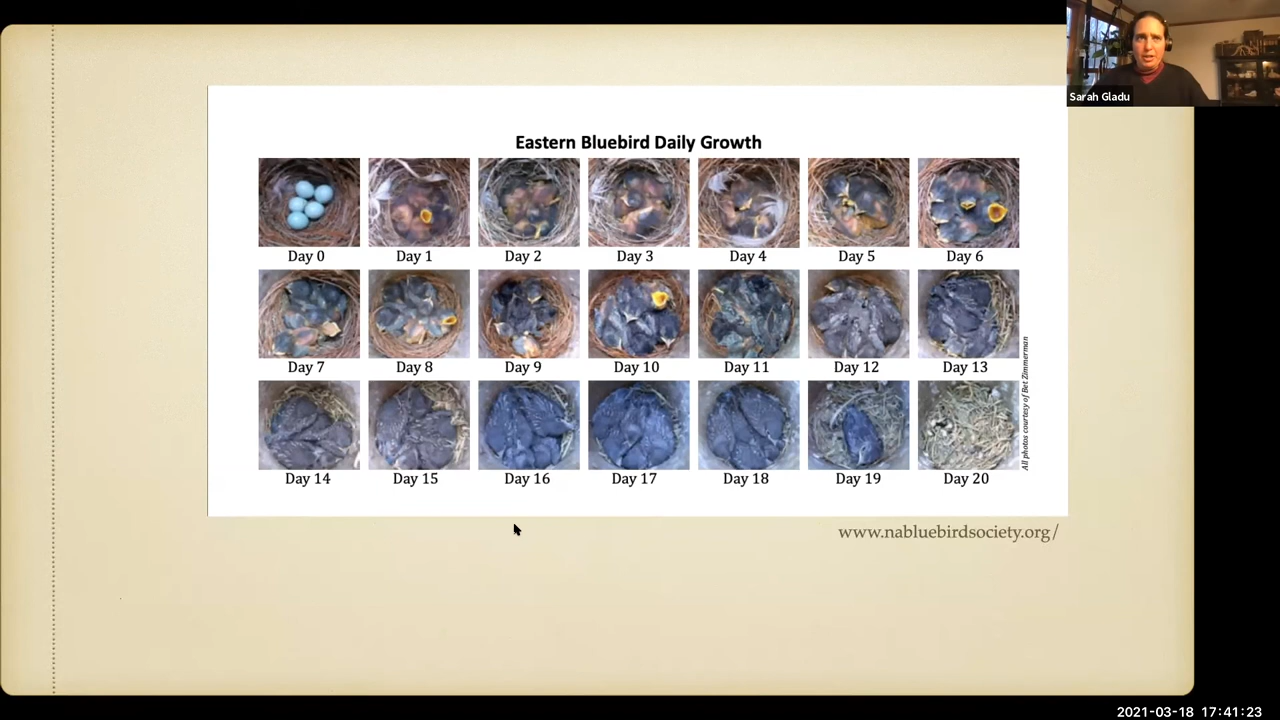 Sarah Gladu
Eastern Bluebird Daily Growth
Day 0 Day 1 Day 2 Day 3 Day 4 Day 5 Day 6
Day 7 Day 8 Day 9 Day 10 Day 11 Day 12 Day 13
All photos courtesy of Bet Zimmerman
Day 14 Day 15 Day 16 Day 17 Day 18 Day 19 Day 20
www.nabluebirdsociety.org/
2021-03-18 17:41:23